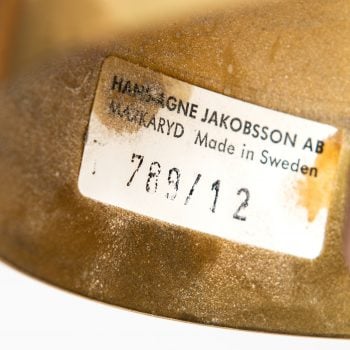 HANS-AGNE JAKOBSSON AB
MARKARYD Made in Sweden
789/12